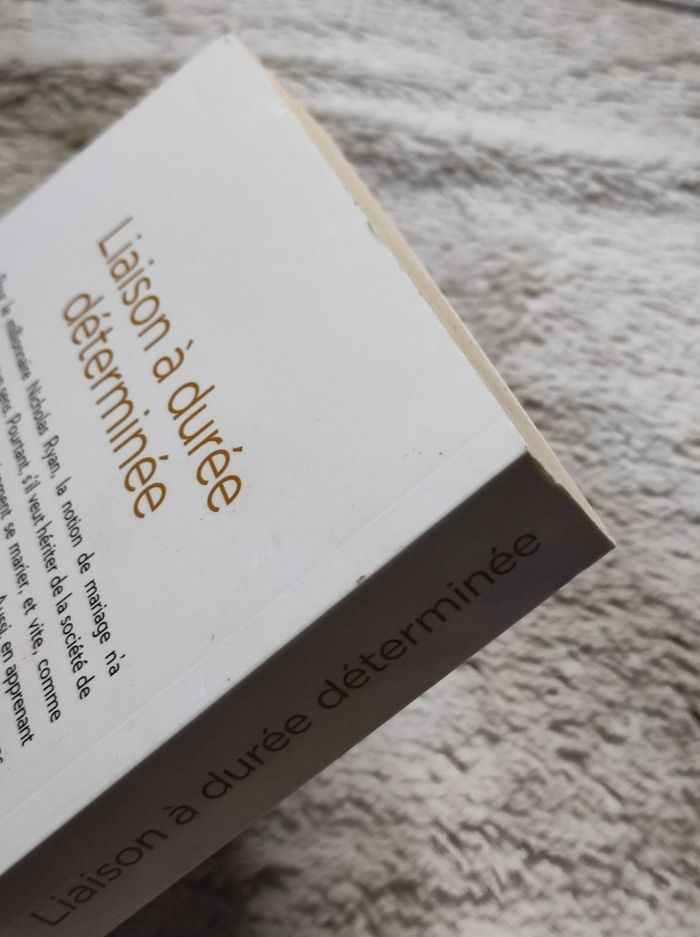 Liaison à durée
déterminée
le millionnaire Nicholas Ryan, la notion de mariage n'a
sens. Pourtant, s'il veut hériter de la société de
se marier, et vite, comme
Aussi, en apprenant
Liaison à durée déterminée